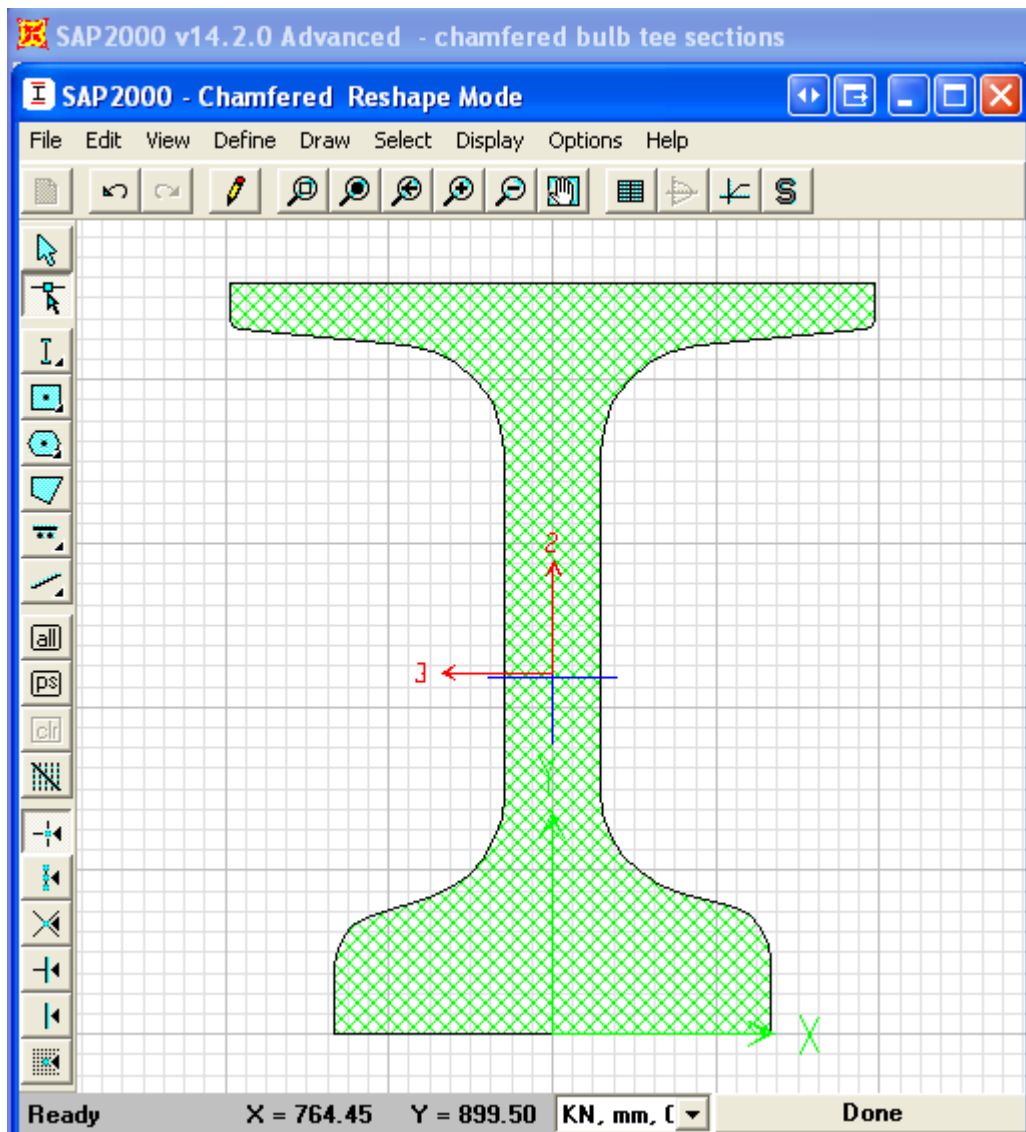 SAP2000 v14.2.0 Advanced - chamfered bulb tee sections
SAP2000 - Chamfered Reshape Mode
File Edit View Define Draw Select Display Options Help
S
2
3
all
ps
clr
Y
X
Ready X = 764.45 Y = 899.50 KN, mm, C Done